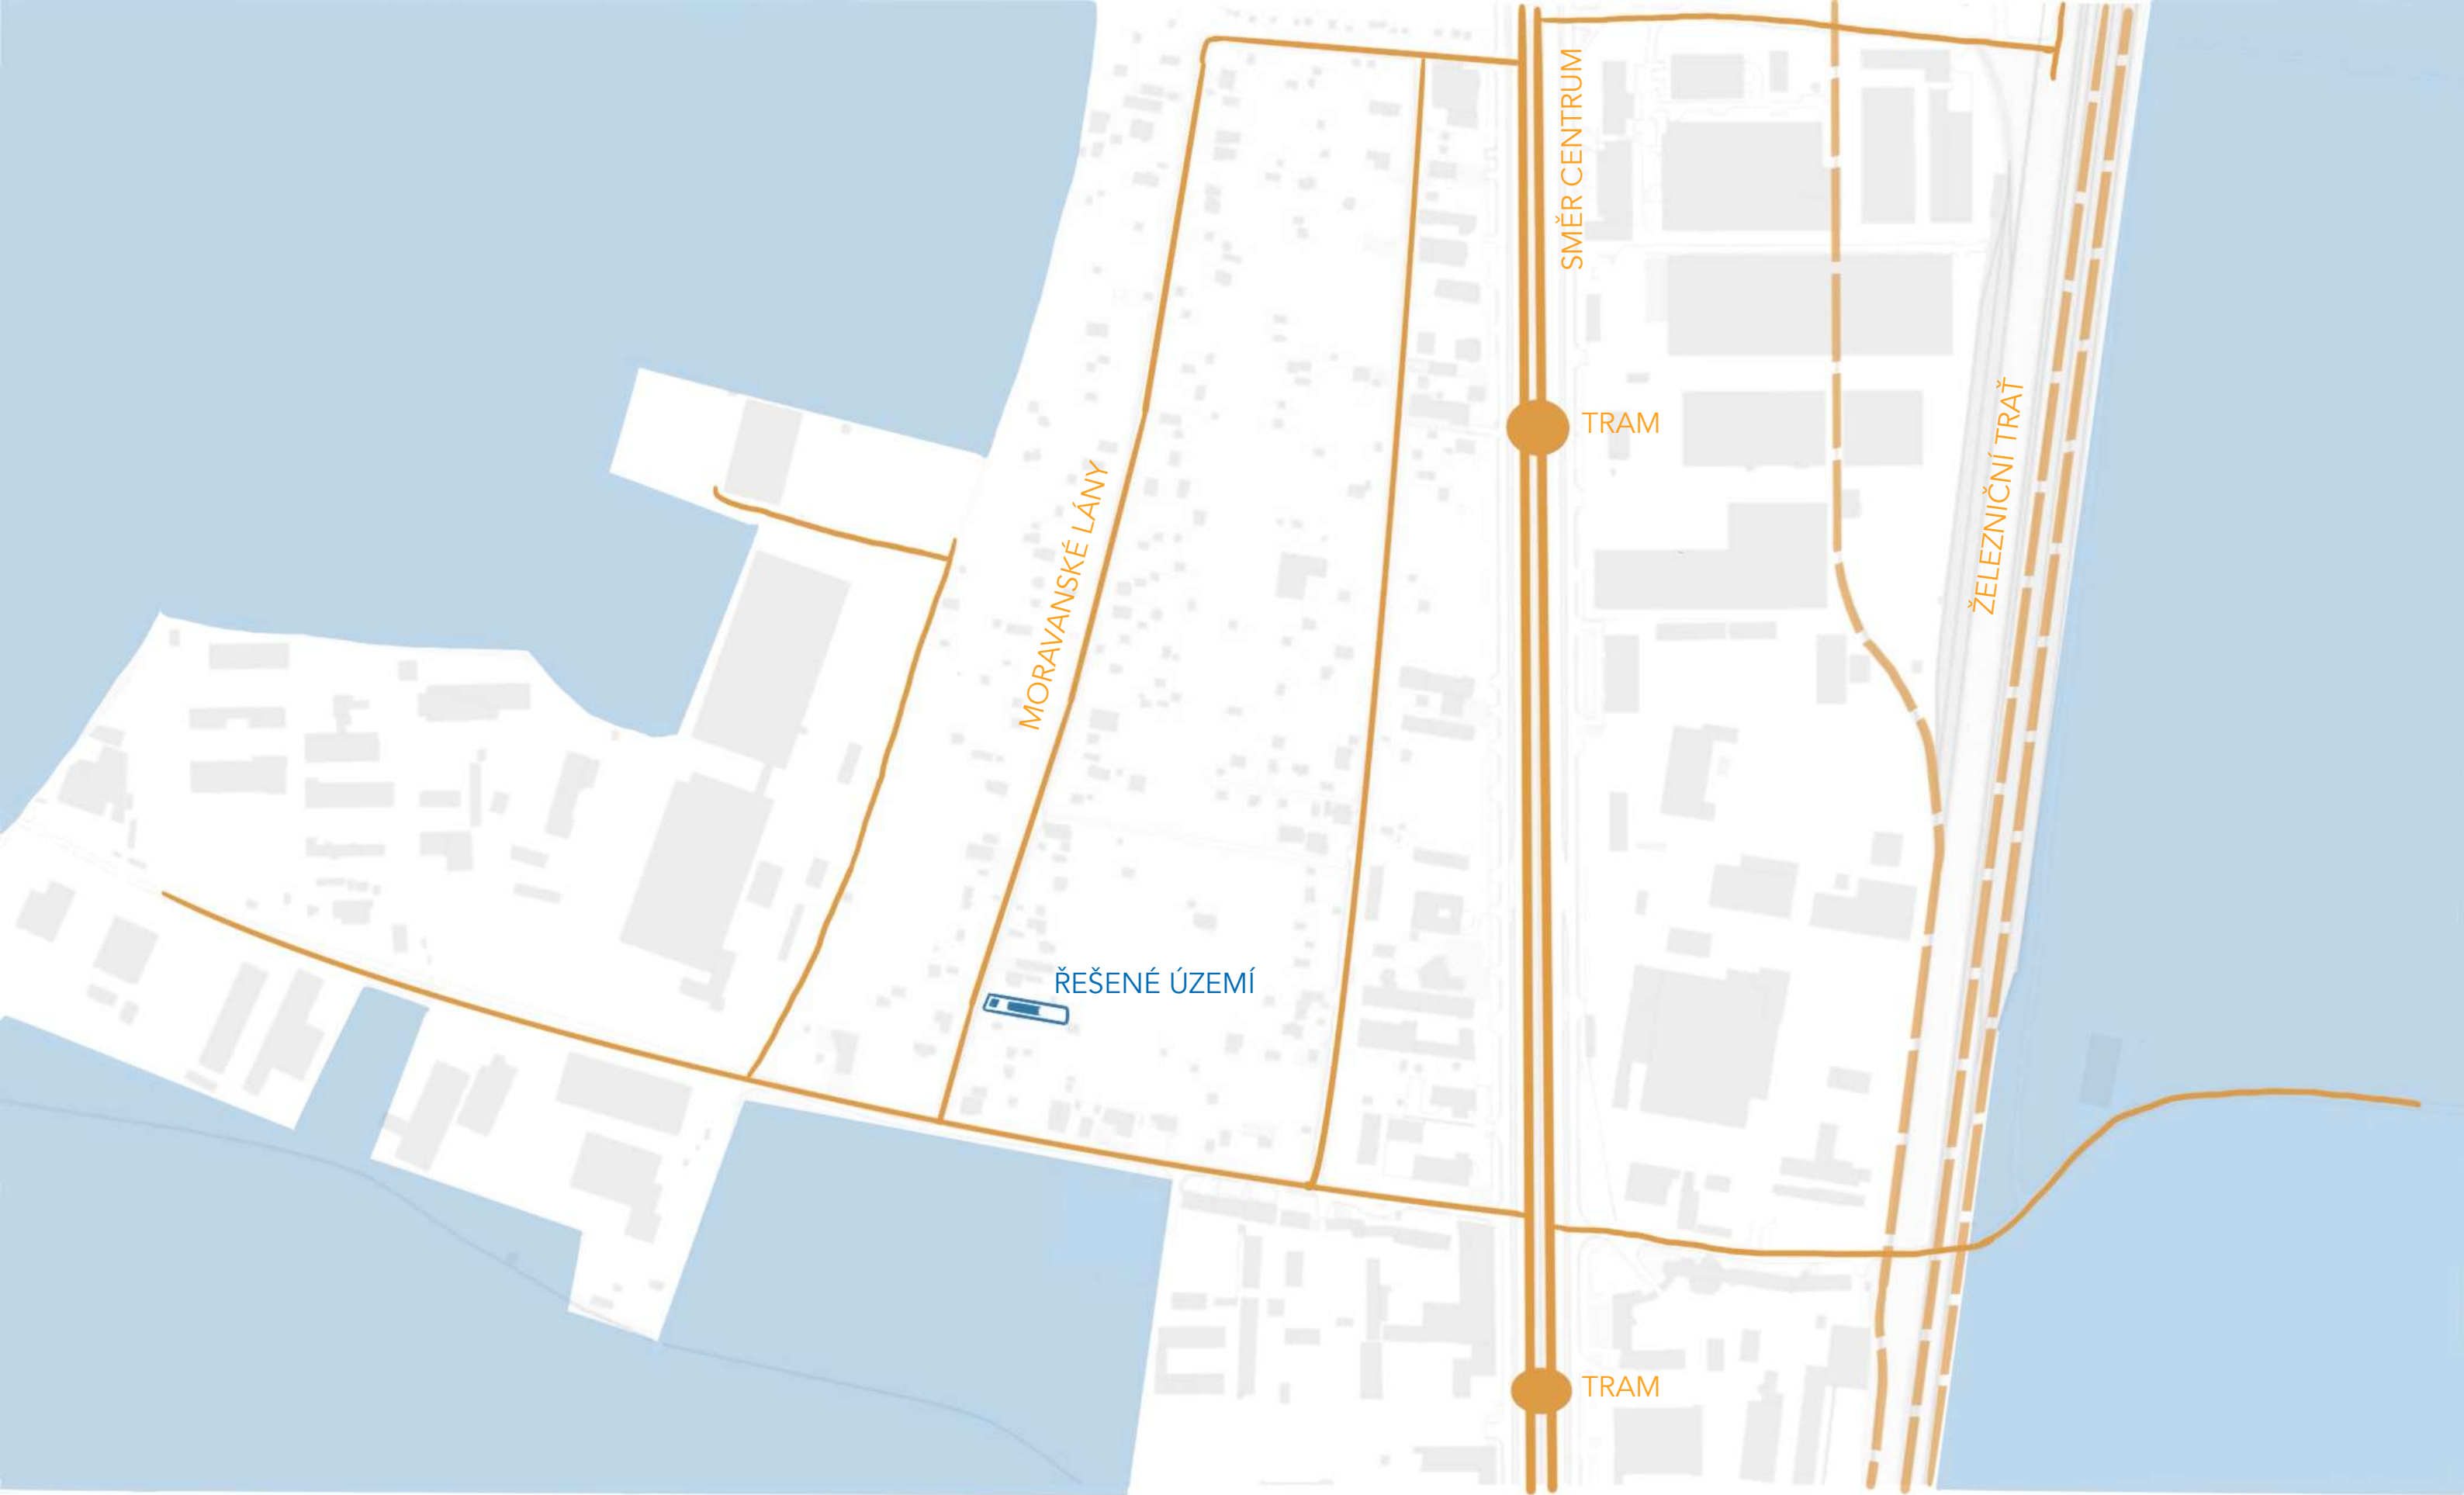 SMĚR CENTRUM
TRAM
ŽELEZNIČNÍ TRAŤ
MORAVANSKÉ LÁNY
ŘEŠENÉ ÚZEMÍ
TRAM